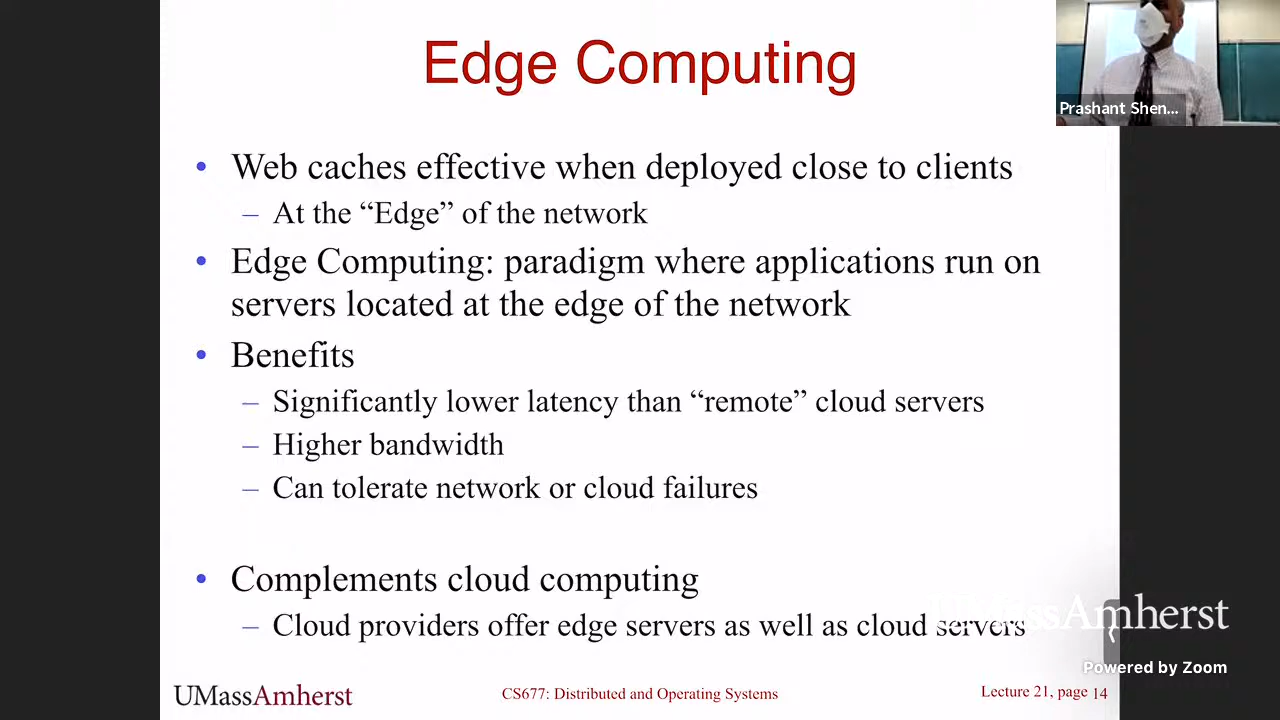 Edge Computing
Prashant Shen...
• Web caches effective when deployed close to clients
– At the “Edge” of the network
• Edge Computing: paradigm where applications run on
servers located at the edge of the network
• Benefits
– Significantly lower latency than “remote” cloud servers
– Higher bandwidth
– Can tolerate network or cloud failures
• Complements cloud computing
– Cloud providers offer edge servers as well as cloud servers
UMassAmherst
Powered by Zoom
UMassAmherst
CS677: Distributed and Operating Systems
Lecture 21, page 14